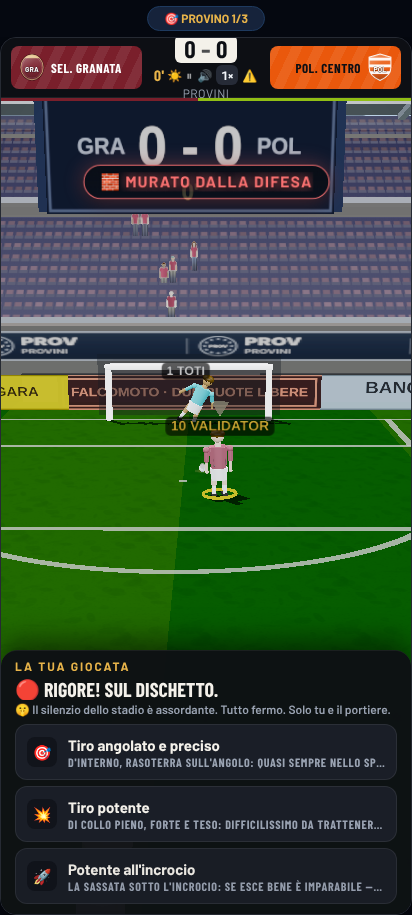 🎯 PROVINO 1/3
GRA SEL. GRANATA
0 - 0
POL. CENTRO POL
0' ☀️ ⏸ 🔊 1× ⚠️
PROVINI
GRA 0 - 0 POL
🧱 MURATO DALLA DIFESA
PROV
PROVINI
PROV
PROVINI
1 TOTI
GARA
FALCOMOTO · DUE RUOTE LIBERE
BANC
10 VALIDATOR
LA TUA GIOCATA
🔴 RIGORE! SUL DISCHETTO.
🤫 Il silenzio dello stadio è assordante. Tutto fermo. Solo tu e il portiere.
🎯 Tiro angolato e preciso
D'INTERNO, RASOTERRA SULL'ANGOLO: QUASI SEMPRE NELLO SP...
💥 Tiro potente
DI COLLO PIENO, FORTE E TESO: DIFFICILISSIMO DA TRATTENER...
🚀 Potente all'incrocio
LA SASSATA SOTTO L'INCROCIO: SE ESCE BENE È IMPARABILE –...